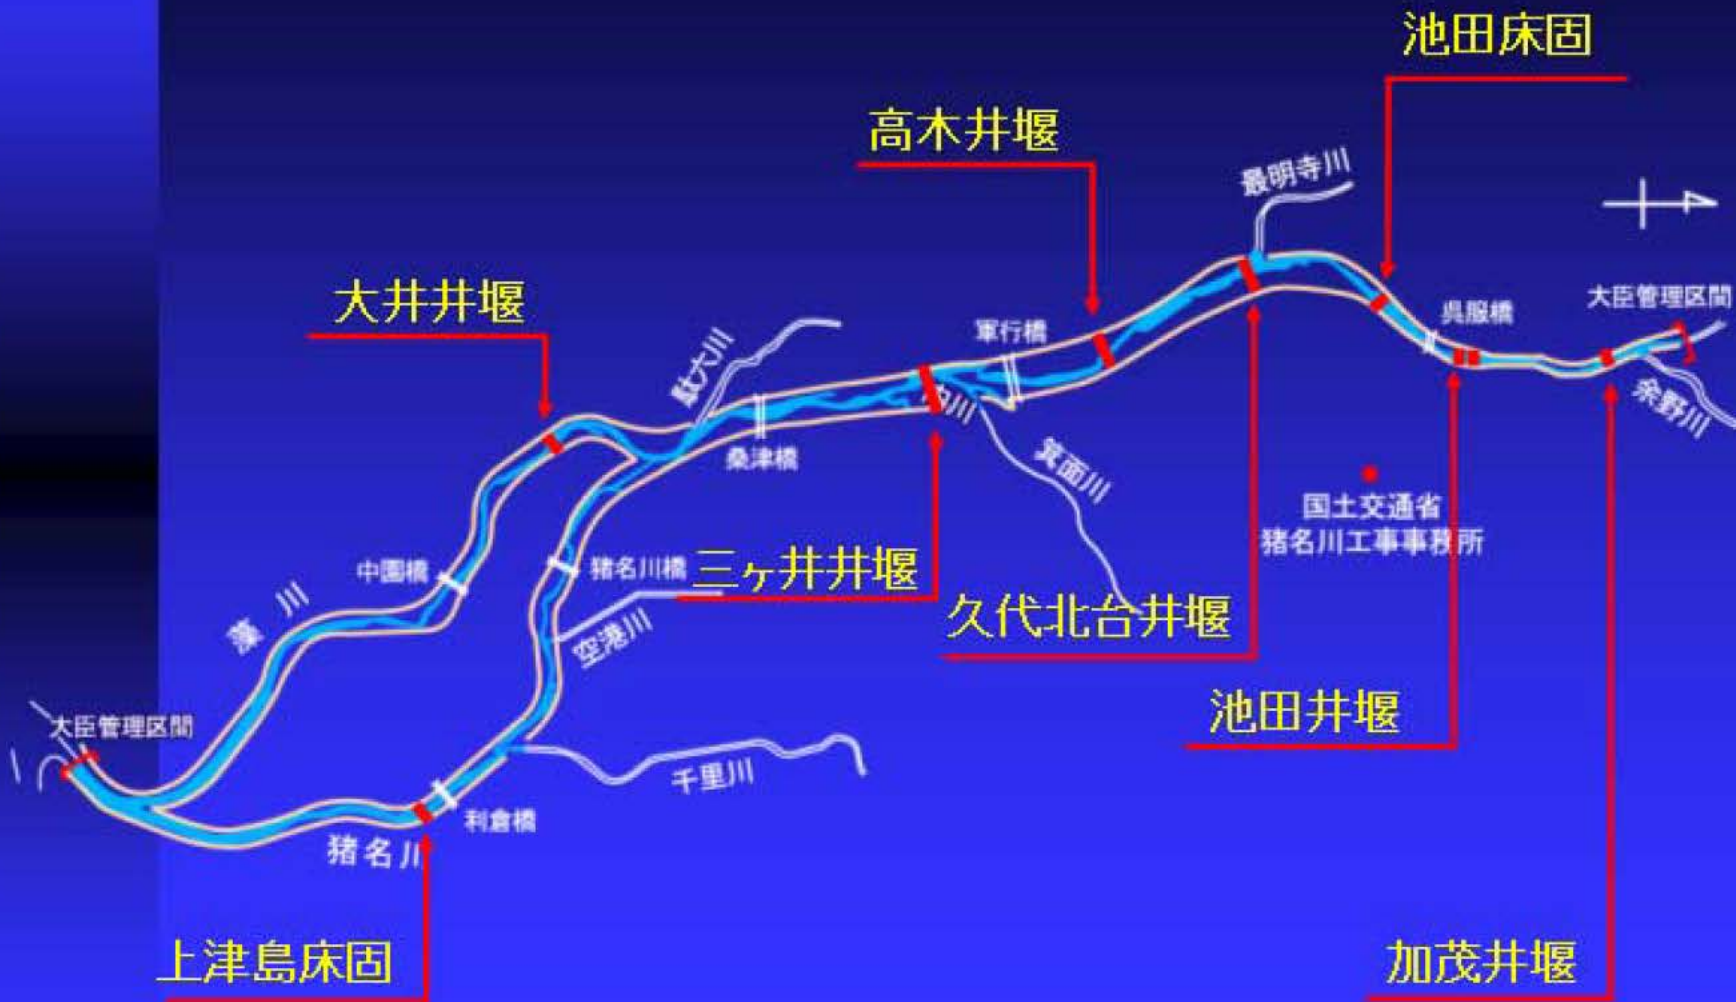 池田床固
高木井堰
最明寺川
大井井堰
大臣管理区間
呉服橋
軍行橋
駄六川
余野川
内川
桑津橋
箕面川
国土交通省
猪名川工事事務所
中園橋
猪名川橋
三ヶ井井堰
久代北台井堰
藻川
空港川
池田井堰
大臣管理区間
千里川
利倉橋
猪名川
上津島床固
加茂井堰